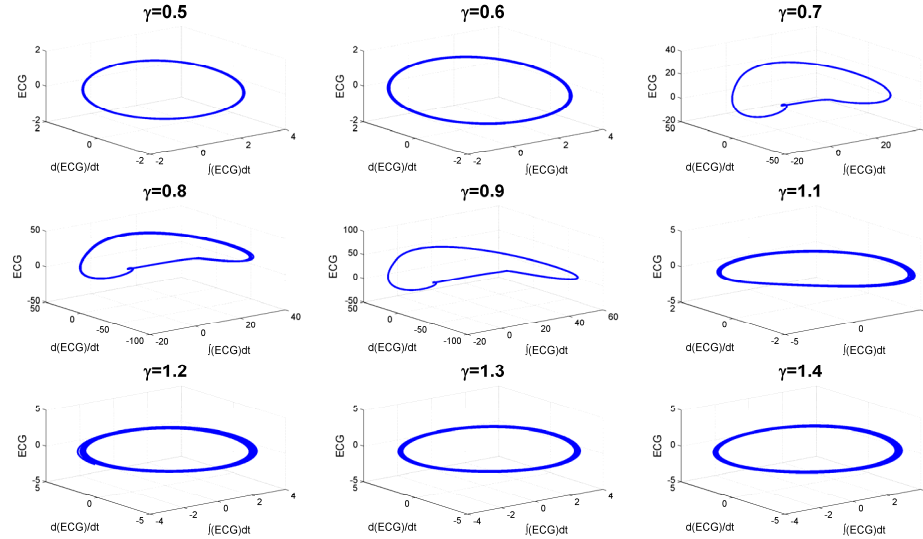 γ=0.5
γ=0.6
γ=0.7
2
0
-2
ECG
2
0
-2
d(ECG)/dt
-2
0
2
4
∫(ECG)dt
2
0
-2
ECG
2
0
-2
d(ECG)/dt
-2
0
2
4
∫(ECG)dt
40
20
0
-20
ECG
50
0
-50
d(ECG)/dt
-20
0
20
∫(ECG)dt
γ=0.8
γ=0.9
γ=1.1
50
0
-50
ECG
50
0
-50
-100
d(ECG)/dt
-20
0
20
40
∫(ECG)dt
100
50
0
-50
ECG
50
0
-50
-100
d(ECG)/dt
-20
0
20
40
60
∫(ECG)dt
5
0
-5
ECG
2
0
-2
d(ECG)/dt
-5
0
∫(ECG)dt
γ=1.2
γ=1.3
γ=1.4
5
0
-5
ECG
5
0
-5
d(ECG)/dt
-4
-2
0
2
4
∫(ECG)dt
5
0
-5
ECG
5
0
-5
d(ECG)/dt
-4
-2
0
2
4
∫(ECG)dt
5
0
-5
ECG
5
0
-5
d(ECG)/dt
-4
-2
0
2
∫(ECG)dt